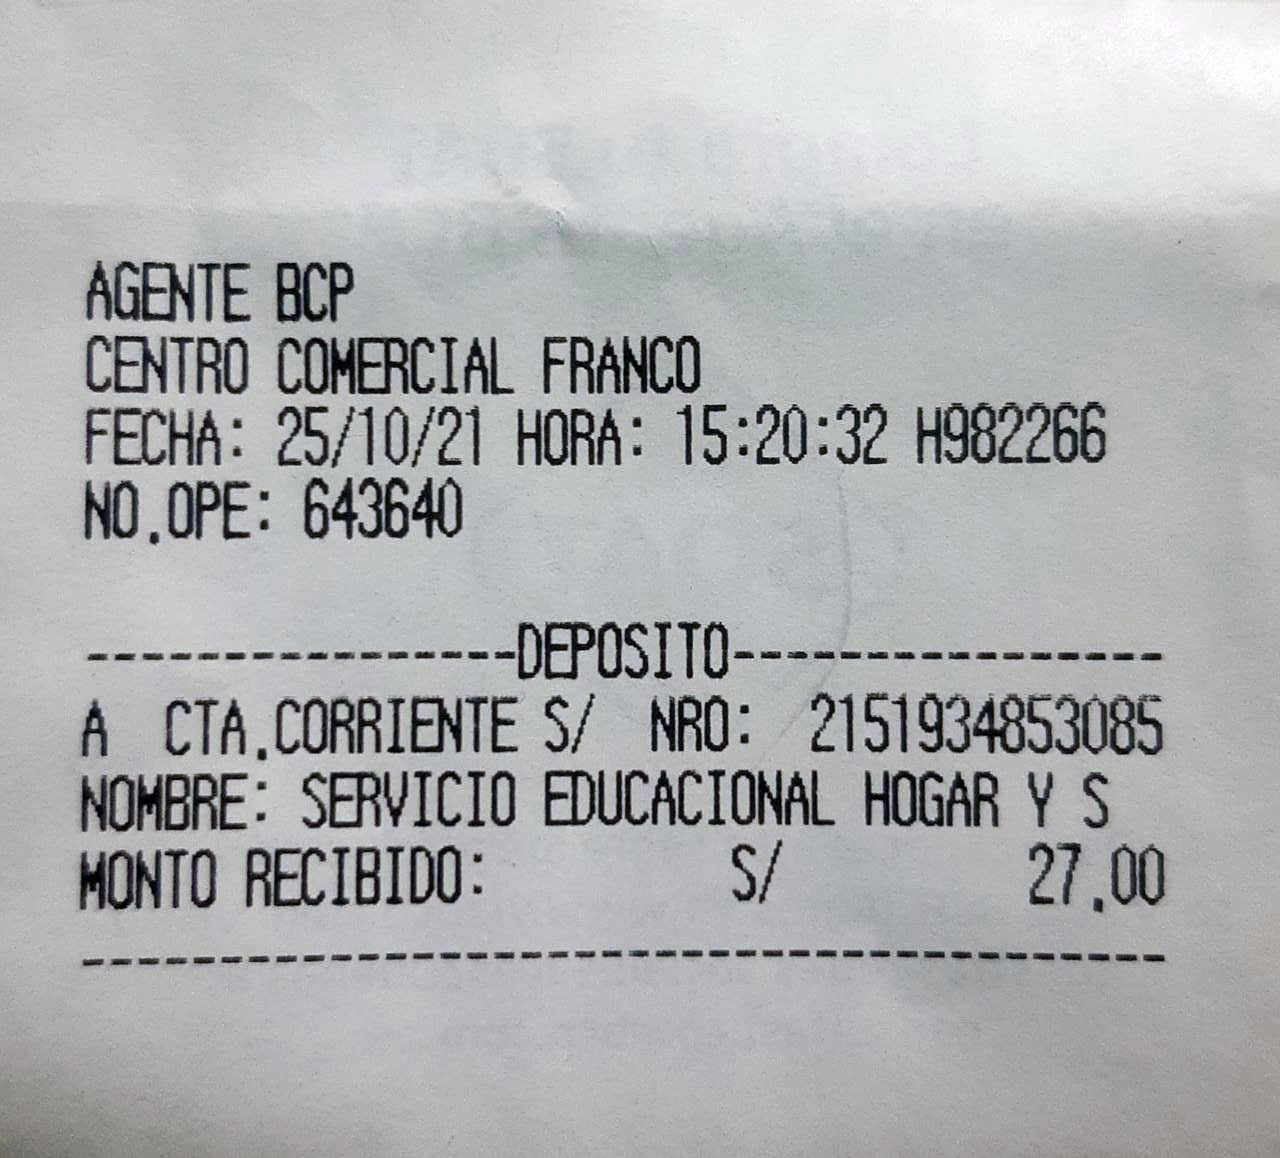 AGENTE BCP
CENTRO COMERCIAL FRANCO
FECHA: 25/10/21 HORA: 15:20:32 H982266
NO.OPE: 643640
----------------DEPOSITO----------------
A  CTA.CORRIENTE S/  NRO:  2151934853085
NOMBRE: SERVICIO EDUCACIONAL HOGAR Y S
MONTO RECIBIDO: S/ 27.00
----------------------------------------